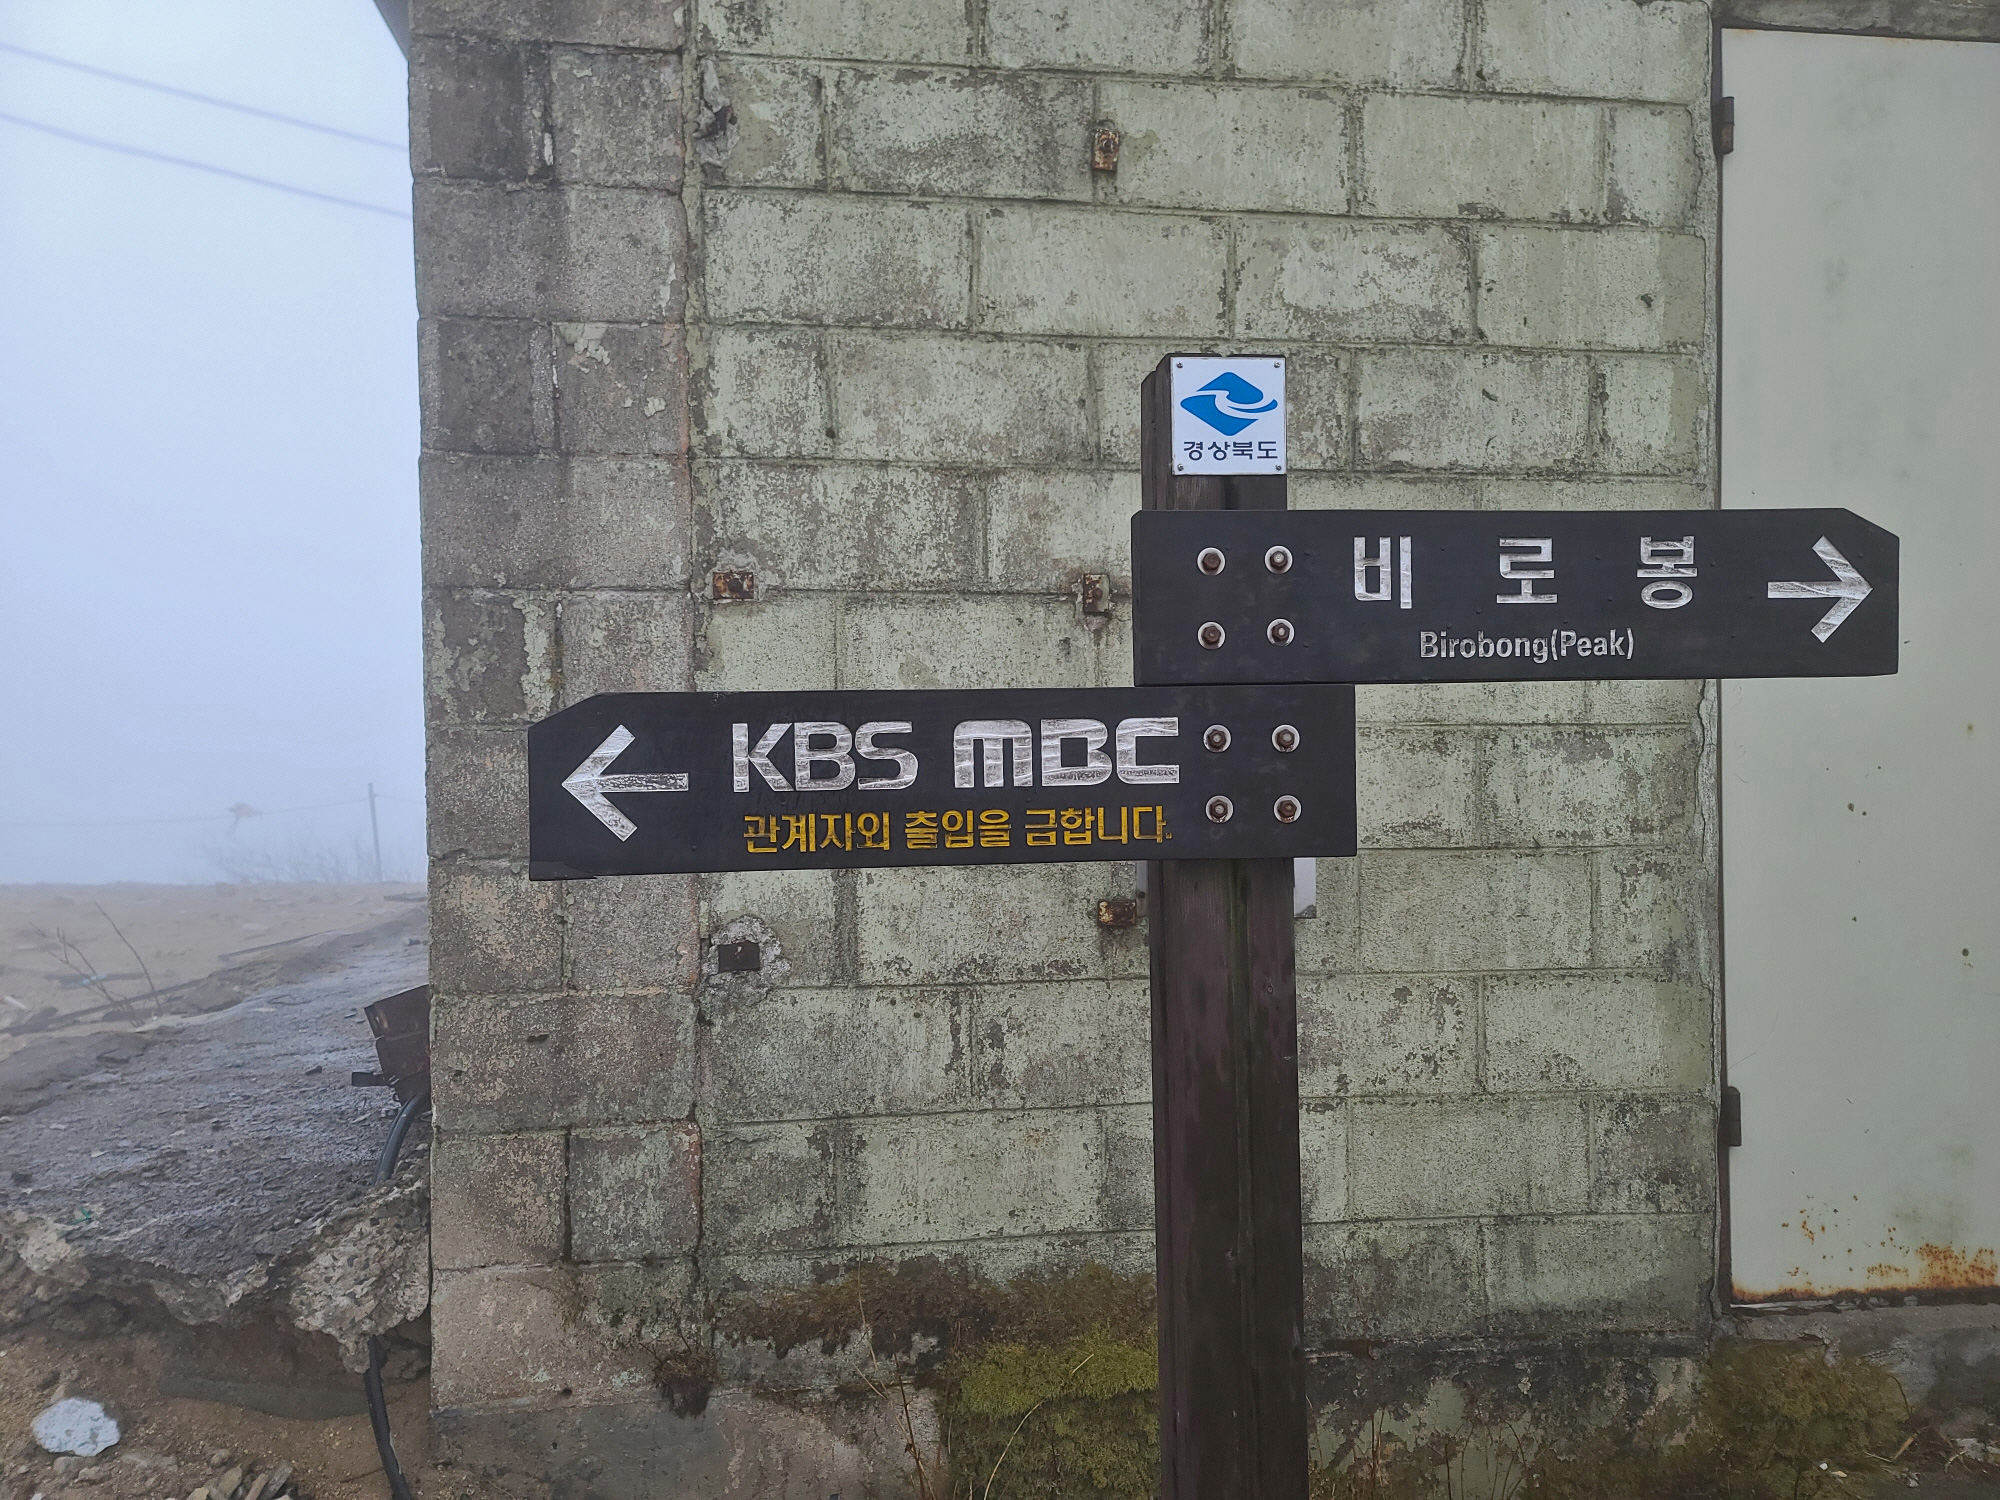 경상북도
비로봉
Birobong(Peak)
KBS MBC
관계자외 출입을 금합니다.